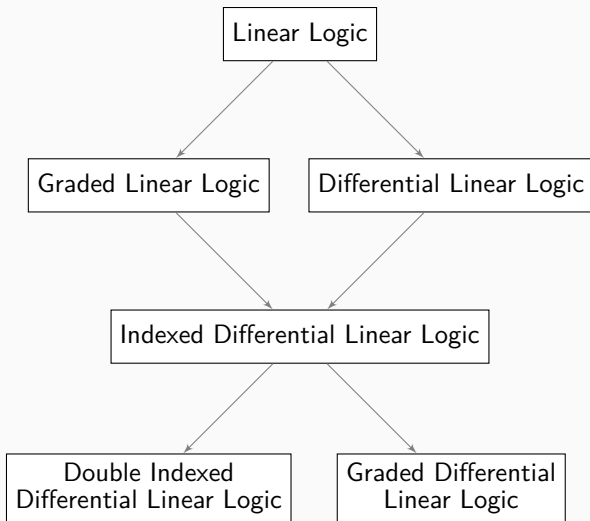 Linear Logic
Graded Linear Logic
Differential Linear Logic
Indexed Differential Linear Logic
Double Indexed
Differential Linear Logic
Graded Differential
Linear Logic